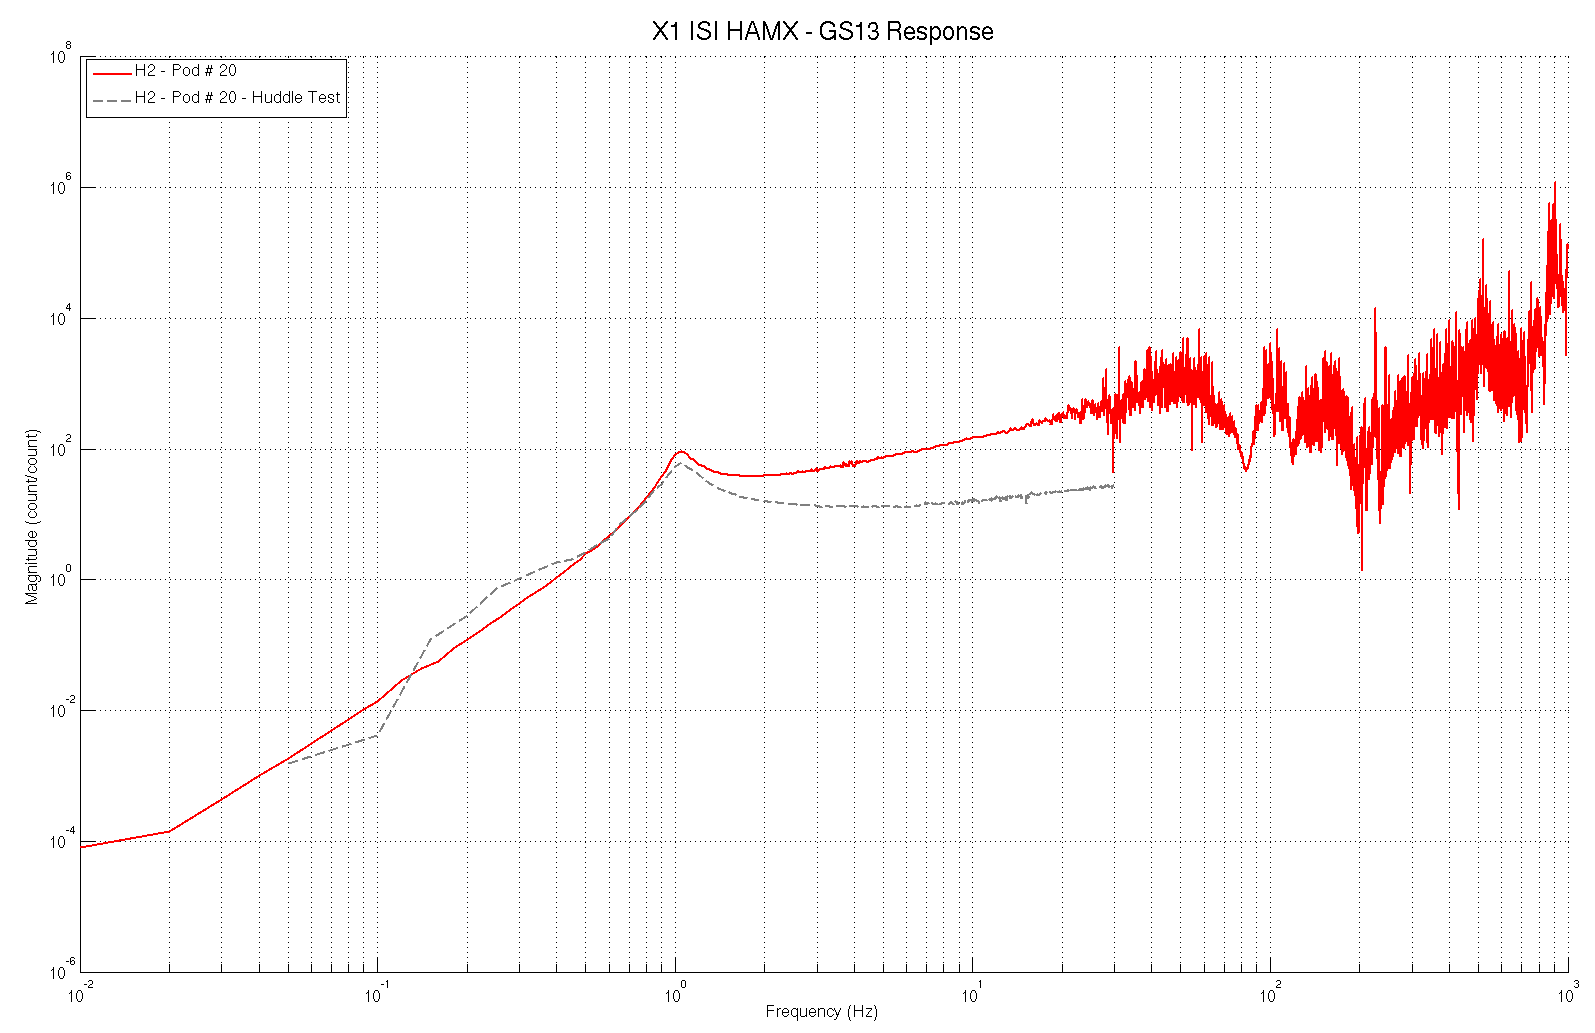 X1 ISI HAMX - GS13 Response
H2 - Pod # 20
H2 - Pod # 20 - Huddle Test
Magnitude (count/count)
10^8
10^6
10^4
10^2
10^0
10^-2
10^-4
10^-6
10^-2 10^-1 10^0 10^1 10^2 10^3
Frequency (Hz)